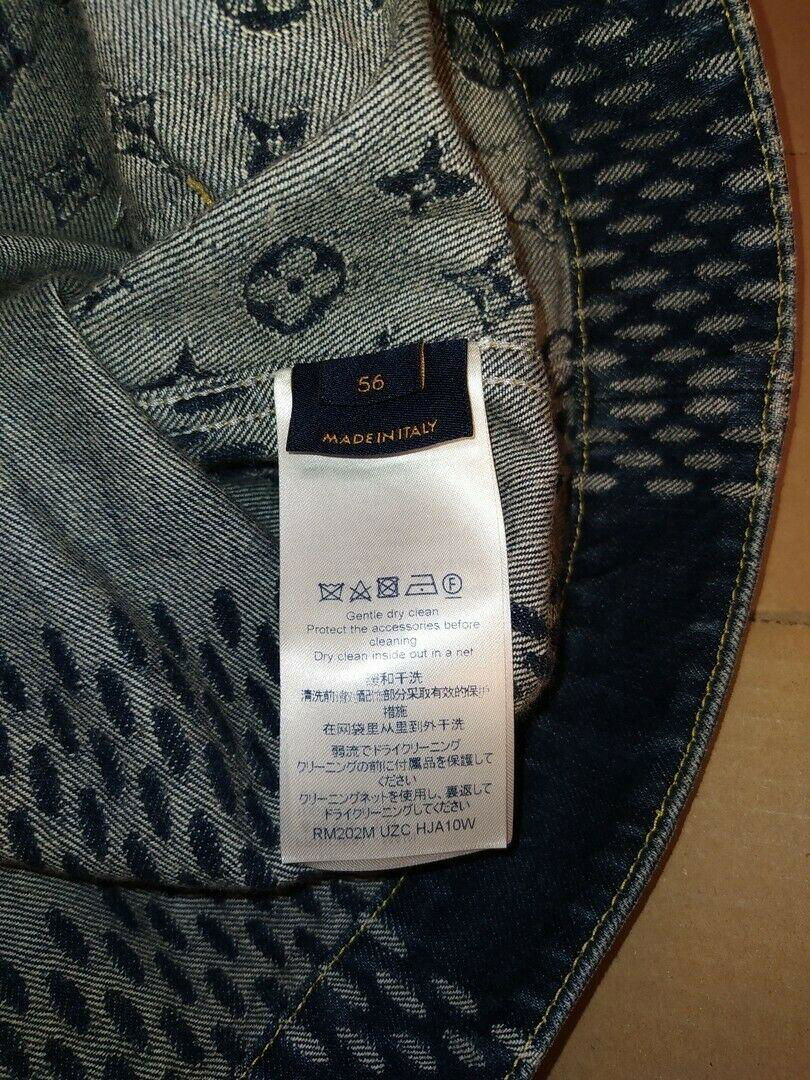 56
MADE IN ITALY
Gentle dry clean
Protect the accessories before
cleaning
Dry clean inside out in a net
缓和干洗
清洗前请对配饰部分采取有效的保护
措施
在网袋里从里到外干洗
弱流でドライクリーニング
クリーニングの前に付属品を保護して
ください
クリーニングネットを使用し、裏返して
ドライクリーニングしてください
RM202M UZC HJA10W